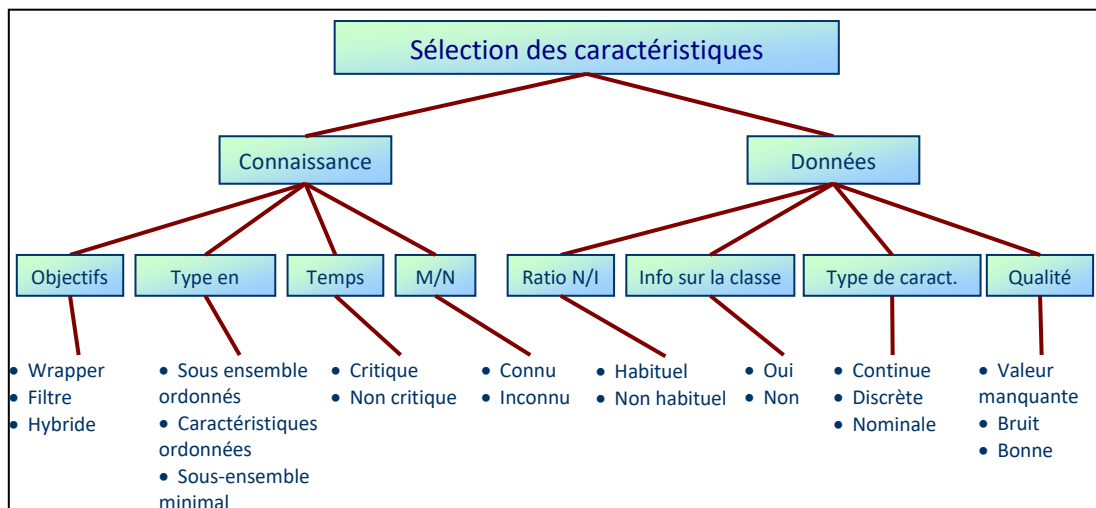 Sélection des caractéristiques
Connaissance
Données
Objectifs
Type en
Temps
M/N
Ratio N/I
Info sur la classe
Type de caract.
Qualité
• Wrapper
• Filtre
• Hybride
• Sous ensemble
ordonnés
• Caractéristiques
ordonnées
• Sous-ensemble
minimal
• Critique
• Non critique
• Connu
• Inconnu
• Habituel
• Non habituel
• Oui
• Non
• Continue
• Discrète
• Nominale
• Valeur
manquante
• Bruit
• Bonne